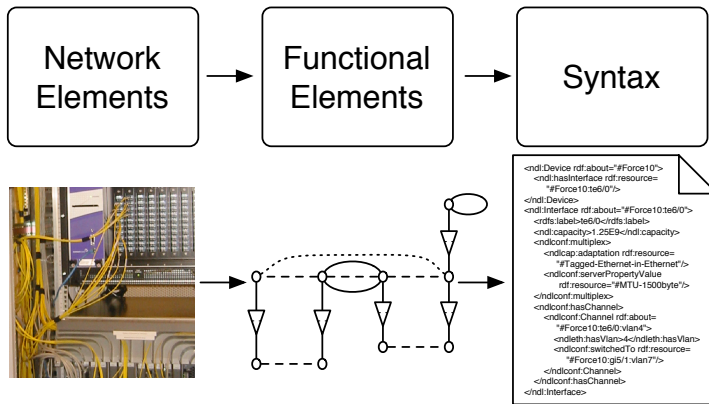 Network
Elements
Functional
Elements
Syntax
<ndl:Device rdf:about="#Force10">
<ndl:hasInterface rdf:resource=
"#Force10:te6/0"/>
</ndl:Device>
<ndl:Interface rdf:about="#Force10:te6/0">
<rdfs:label>te6/0</rdfs:label>
<ndl:capacity>1.25E9</ndl:capacity>
<ndlconf:multiplex>
<ndlcap:adaptation rdf:resource=
"#Tagged-Ethernet-in-Ethernet"/>
<ndlconf:serverPropertyValue
rdf:resource="#MTU-1500byte"/>
</ndlconf:multiplex>
<ndlconf:hasChannel>
<ndlconf:Channel rdf:about=
"#Force10:te6/0:vlan4">
<ndleth:hasVlan>4</ndleth:hasVlan>
<ndlconf:switchedTo rdf:resource=
"#Force10:gi5/1:vlan7"/>
</ndlconf:Channel>
</ndlconf:hasChannel>
</ndl:Interface>